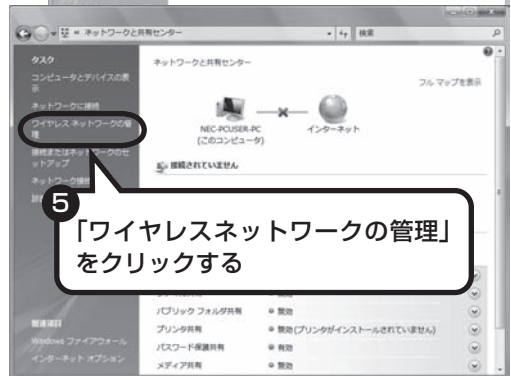 ネットワークと共有センター
検索
タスク
コンピュータとデバイスの表
示
ネットワークに接続
ワイヤレス ネットワークの管
理
接続またはネットワークのセ
ットアップ
ネットワーク接続
ネットワークと共有センター
フル マップを表示
NEC-PCUSER-PC
(このコンピュータ)
インターネット
接続されていません
5
「ワイヤレスネットワークの管理」
をクリックする
パブリック フォルダ共有
無効
プリンタ共有
無効(プリンタがインストールされていません)
パスワード保護共有
有効
メディア共有
無効
関連項目
Windows ファイアウォール
インターネット オプション